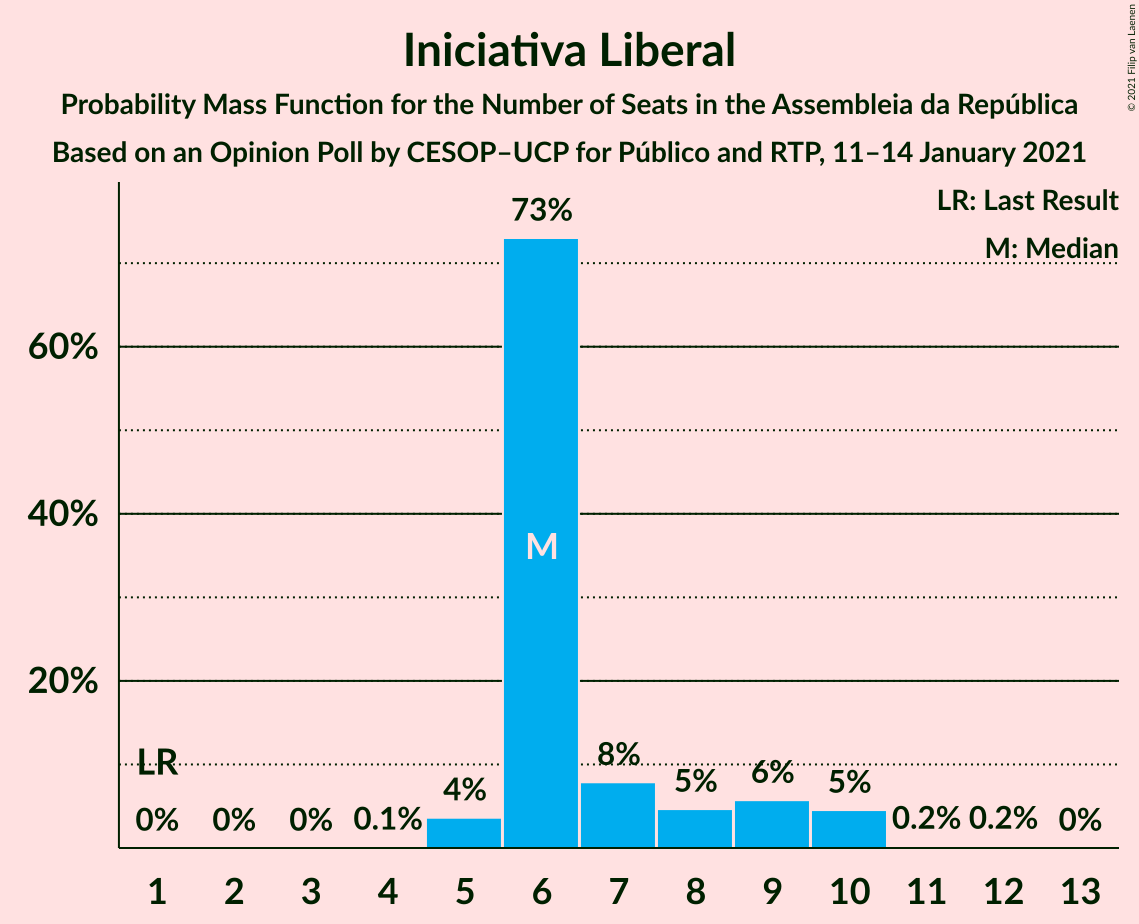 Iniciativa Liberal
Probability Mass Function for the Number of Seats in the Assembleia da República
Based on an Opinion Poll by CESOP–UCP for Público and RTP, 11–14 January 2021
© 2021 Filip van Laenen
LR: Last Result
M: Median
73%
60%
40%
M
20%
LR
0% 0% 0% 0.1% 4% 8% 5% 6% 5% 0.2% 0.2% 0%
1 2 3 4 5 6 7 8 9 10 11 12 13